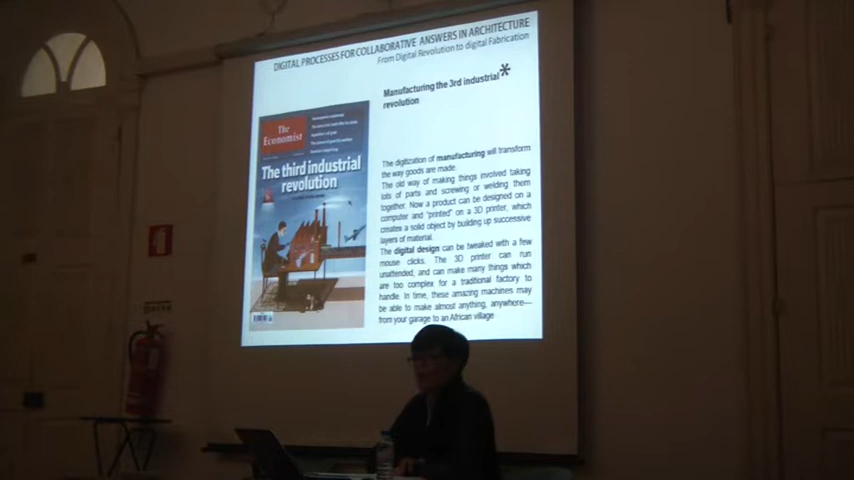 DIGITAL PROCESSES FOR COLLABORATIVE ANSWERS IN ARCHITECTURE
From Digital Revolution to digital Fabrication
Manufacturing the 3rd industrial*
revolution
The
Economist
The third industrial
revolution
The digitization of manufacturing will transform
the way goods are made.
The old way of making things involved taking
lots of parts and screwing or welding them
together. Now a product can be designed on a
computer and "printed" on a 3D printer, which
creates a solid object by building up successive
layers of material.
The digital design can be tweaked with a few
mouse clicks. The 3D printer can run
unattended, and can make many things which
are too complex for a traditional factory to
handle. In time, these amazing machines may
be able to make almost anything, anywhere—
from your garage to an African village